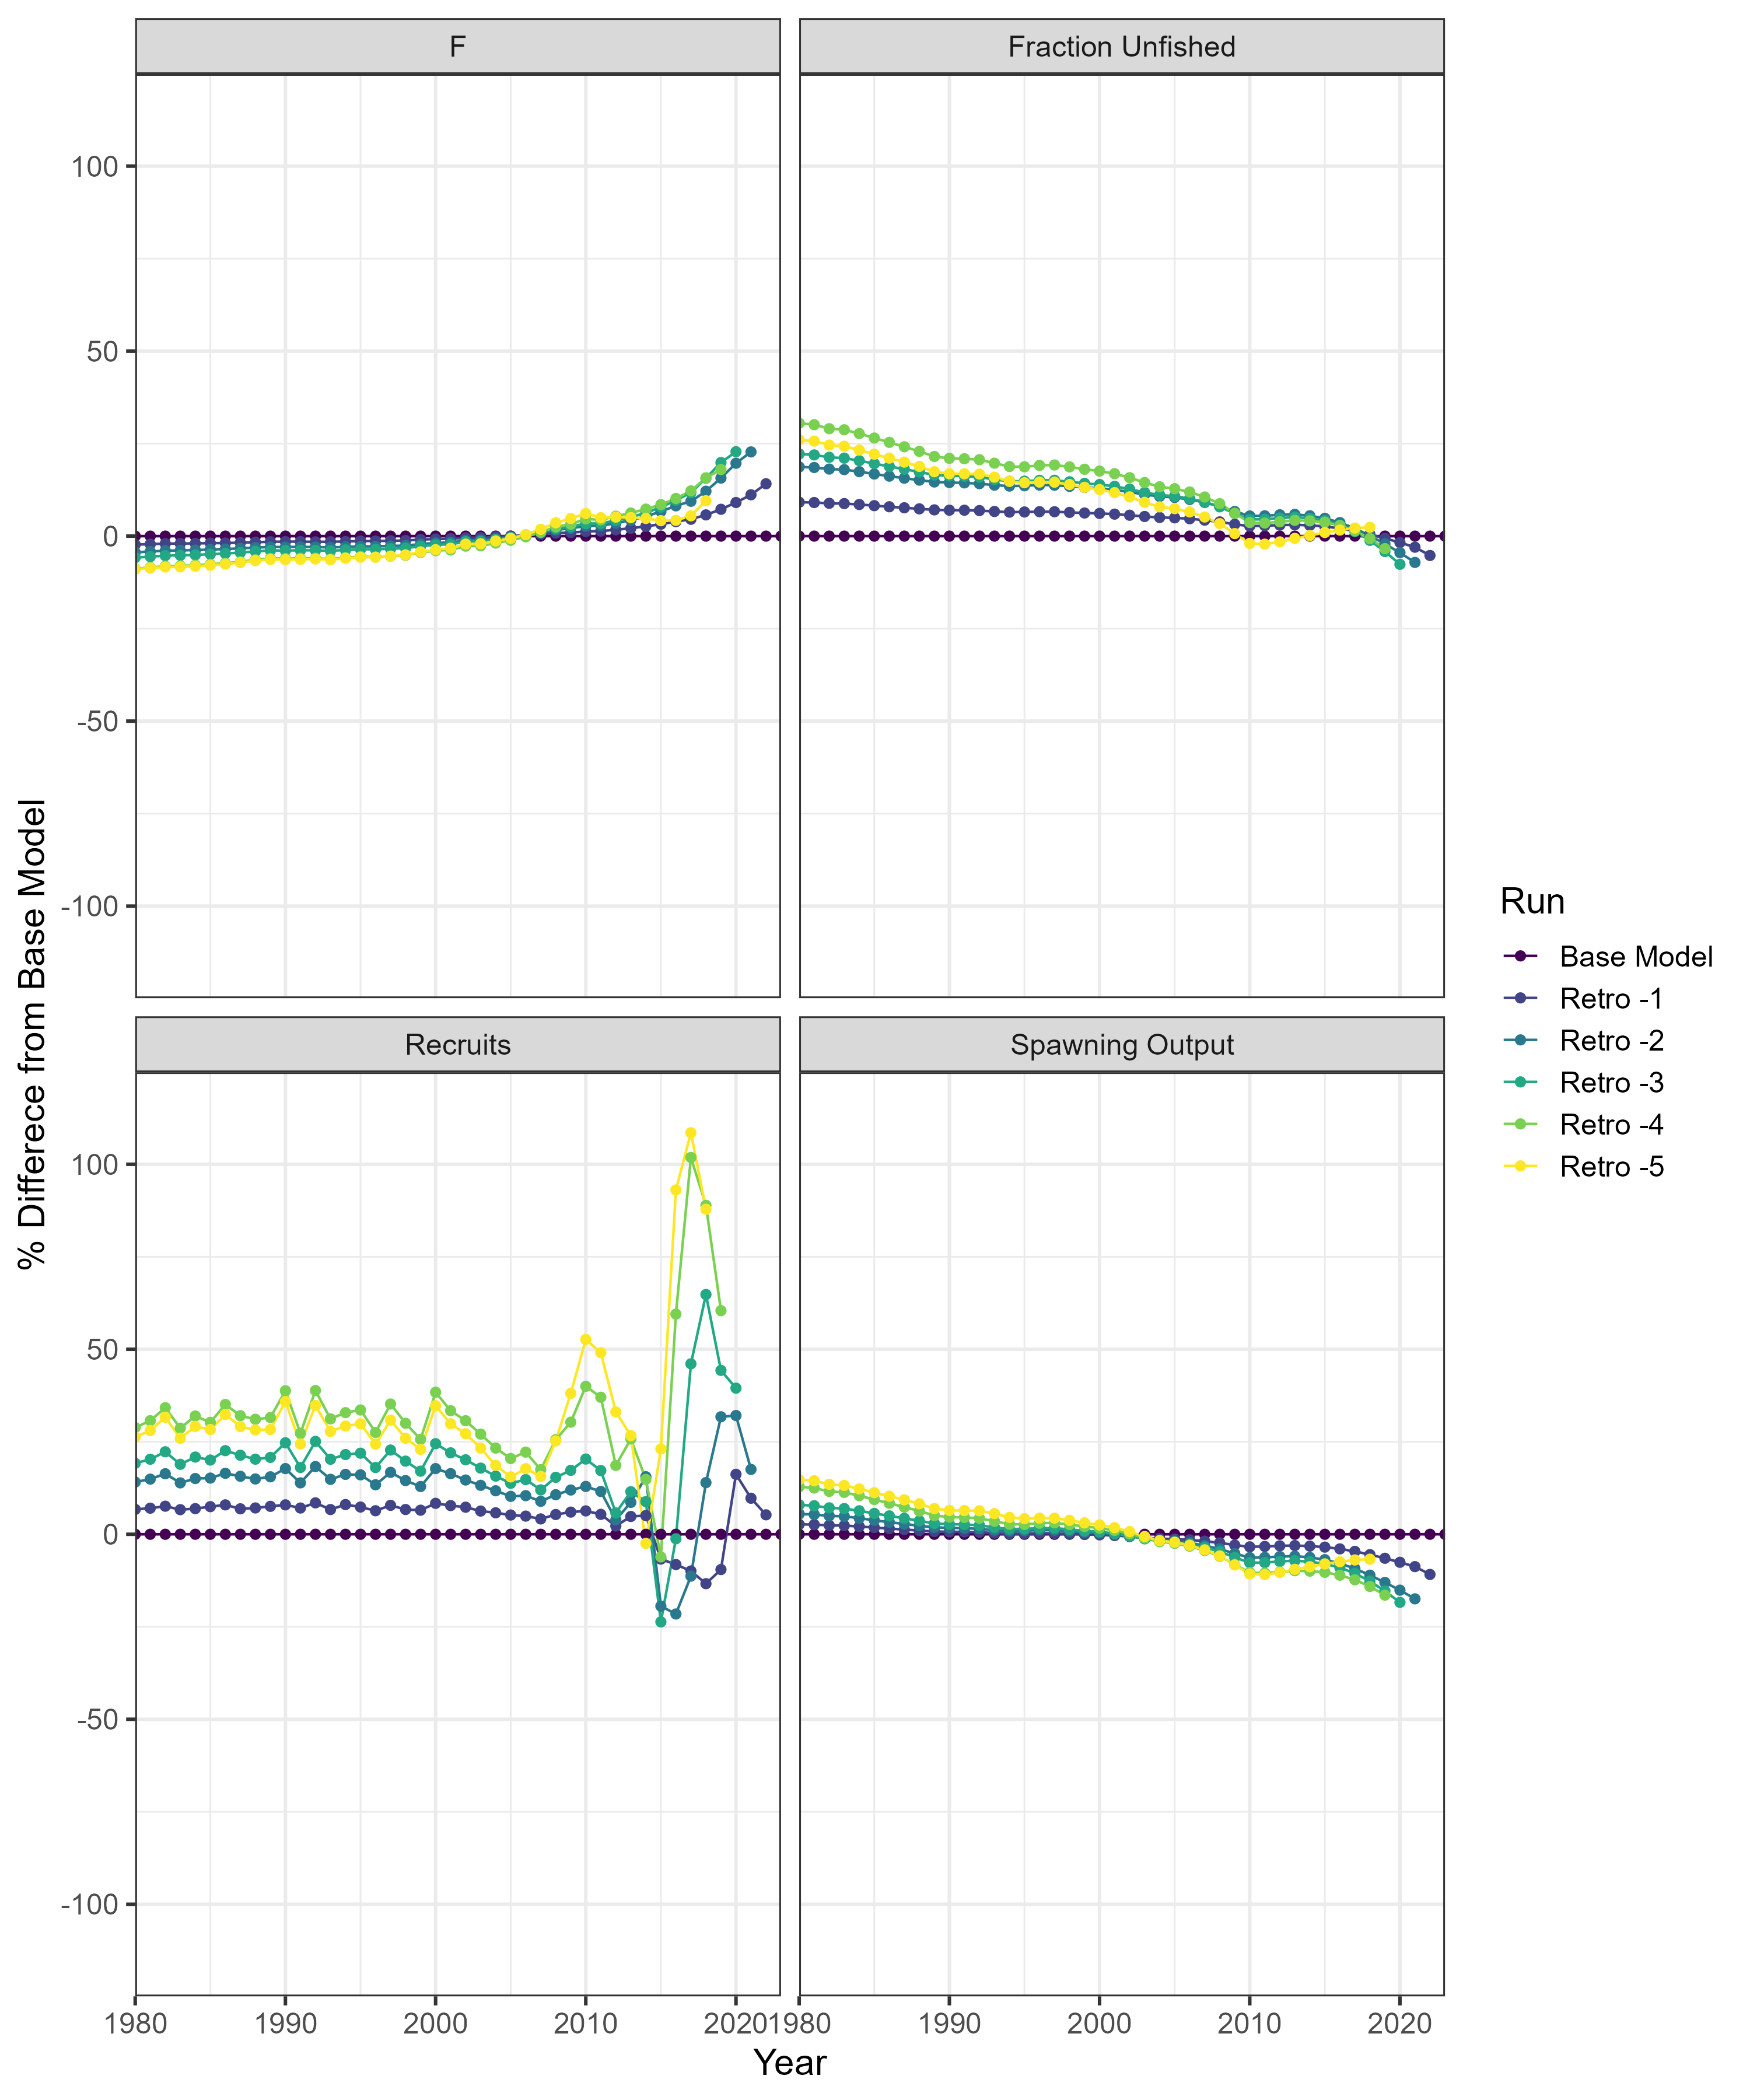 F
Fraction Unfished
100
50
0
-50
-100
Recruits
Spawning Output
100
50
0
-50
-100
1980
1990
2000
2010
2020
1980
1990
2000
2010
2020
Year
% Differece from Base Model
Run
Base Model
Retro -1
Retro -2
Retro -3
Retro -4
Retro -5